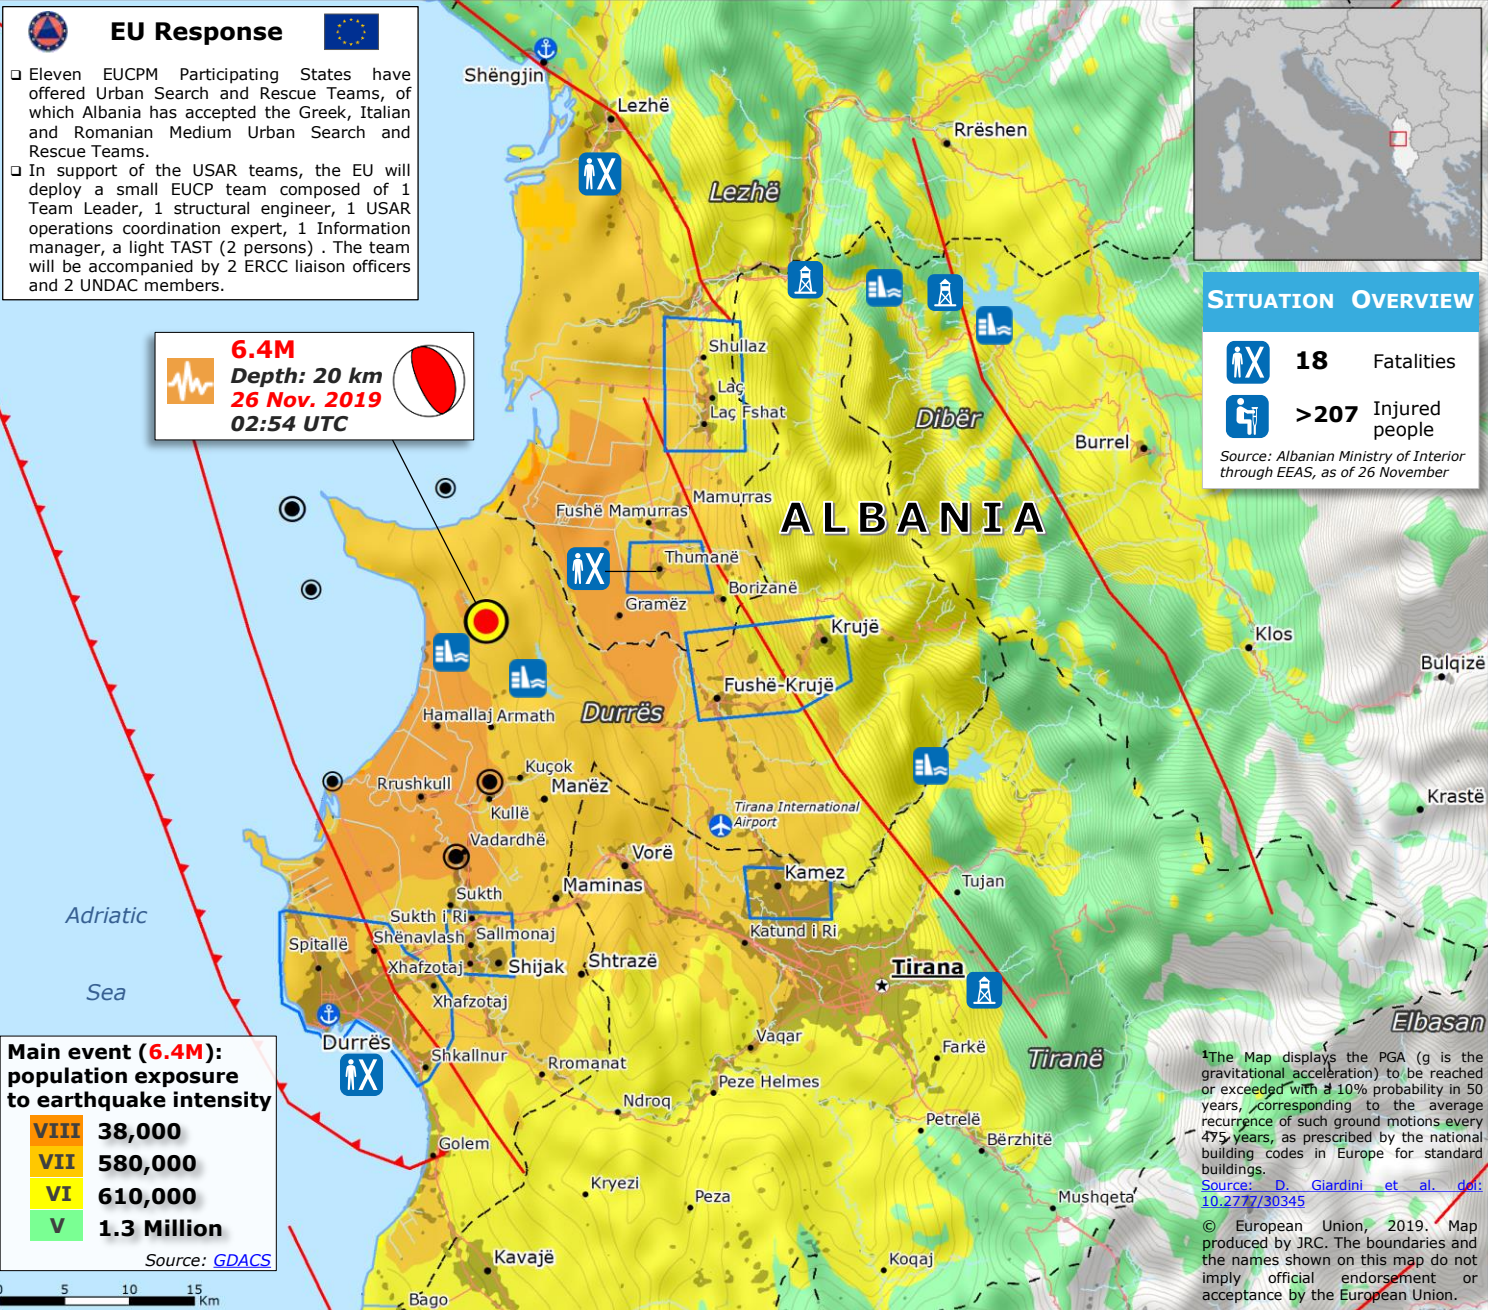 EU Response
❑ Eleven EUCPM Participating States have
offered Urban Search and Rescue Teams, of
which Albania has accepted the Greek, Italian
and Romanian Medium Urban Search and
Rescue Teams.
❑ In support of the USAR teams, the EU will
deploy a small EUCP team composed of 1
Team Leader, 1 structural engineer, 1 USAR
operations coordination expert, 1 Information
manager, a light TAST (2 persons) . The team
will be accompanied by 2 ERCC liaison officers
and 2 UNDAC members.
6.4M
Depth: 20 km
26 Nov. 2019
02:54 UTC
SITUATION OVERVIEW
18 Fatalities
>207 Injured
people
Source: Albanian Ministry of Interior
through EEAS, as of 26 November
Shëngjin
Lezhë
Rrëshen
Lezhë
Shullaz
Laç
Laç Fshat
Dibër
Burrel
Mamurras
Fushë Mamurras
ALBANIA
Thumanë
Borizanë
Gramëz
Krujë
Klos
Bulqizë
Fushë-Krujë
Durrës
Hamallaj
Armath
Kuçok
Rrushkull
Manëz
Kullë
Krastë
Tirana International
Airport
Vadardhë
Vorë
Kamez
Tujan
Maminas
Sukth
Sukth i Ri
Katund i Ri
Adriatic
Sea
Spitallë
Shënavlash
Sallmonaj
Xhafzotaj
Shijak
Shtrazë
Tirana
Xhafzotaj
Durrës
Shkallnur
Rromanat
Vaqar
Farkë
Tiranë
Elbasan
Peze Helmes
Ndroq
Petrelë
Bërzhitë
Golem
Kryezi
Peza
Mushqeta
Kavajë
Koqaj
Bago
Main event (6.4M):
population exposure
to earthquake intensity
VIII 38,000
VII 580,000
VI 610,000
V 1.3 Million
Source: GDACS
0 5 10 15
Km
¹The Map displays the PGA (g is the
gravitational acceleration) to be reached
or exceeded with a 10% probability in 50
years, corresponding to the average
recurrence of such ground motions every
475 years, as prescribed by the national
building codes in Europe for standard
buildings.
Source: D. Giardini et al. doi:
10.2777/30345
© European Union, 2019. Map
produced by JRC. The boundaries and
the names shown on this map do not
imply official endorsement or
acceptance by the European Union.